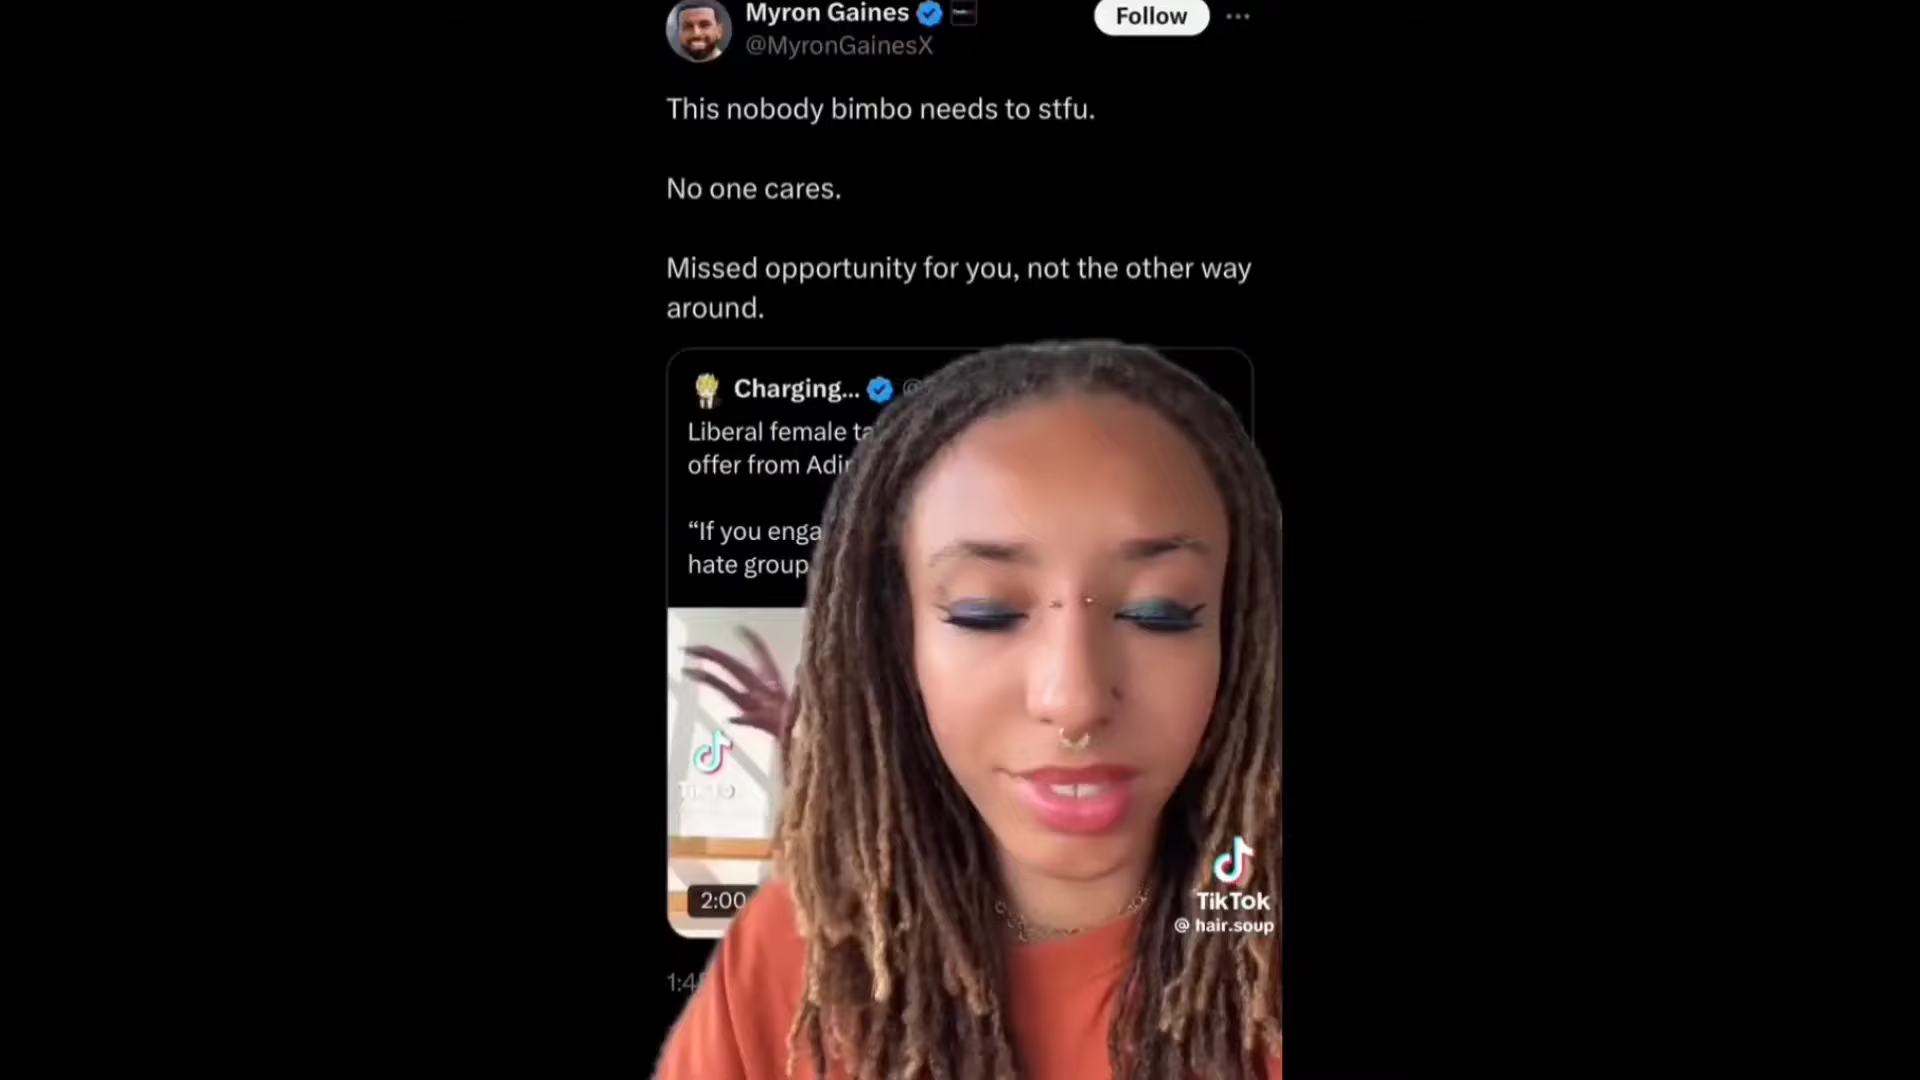 Myron Gaines
Follow
@MyronGainesX
This nobody bimbo needs to stfu.
No one cares.
Missed opportunity for you, not the other way
around.
Charging...
Liberal female
offer from
“If you
hate group
TikTok
2:00
TikTok
@ hair.soup